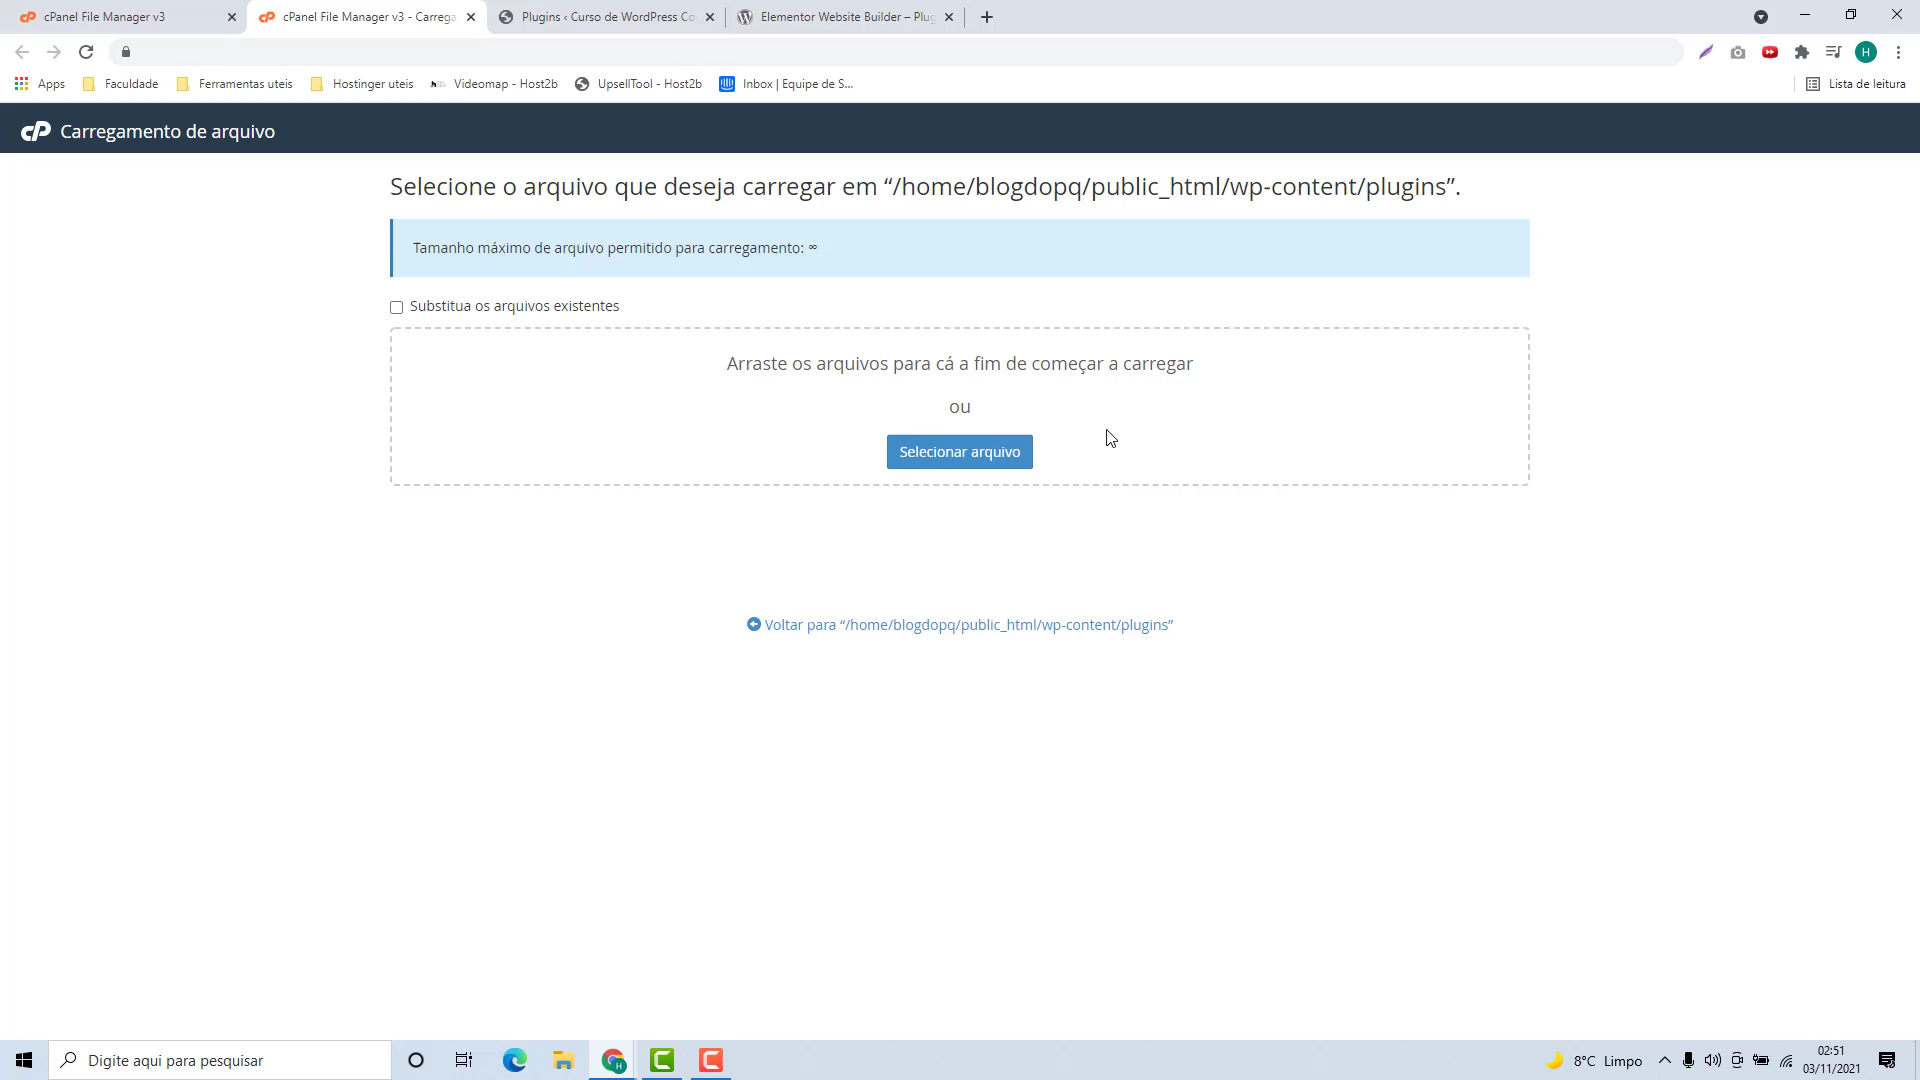 cPanel File Manager v3
cPanel File Manager v3 - Carrega
Plugins ‹ Curso de WordPress Co
Elementor Website Builder – Plug
H
Apps
Faculdade
Ferramentas uteis
Hostinger uteis
Videomap - Host2b
UpsellTool - Host2b
Inbox | Equipe de S...
Lista de leitura
cP Carregamento de arquivo
Selecione o arquivo que deseja carregar em “/home/blogdopq/public_html/wp-content/plugins”.
Tamanho máximo de arquivo permitido para carregamento: ∞
Substitua os arquivos existentes
Arraste os arquivos para cá a fim de começar a carregar
ou
Selecionar arquivo
Voltar para “/home/blogdopq/public_html/wp-content/plugins”
Digite aqui para pesquisar
8°C Limpo
02:51
03/11/2021